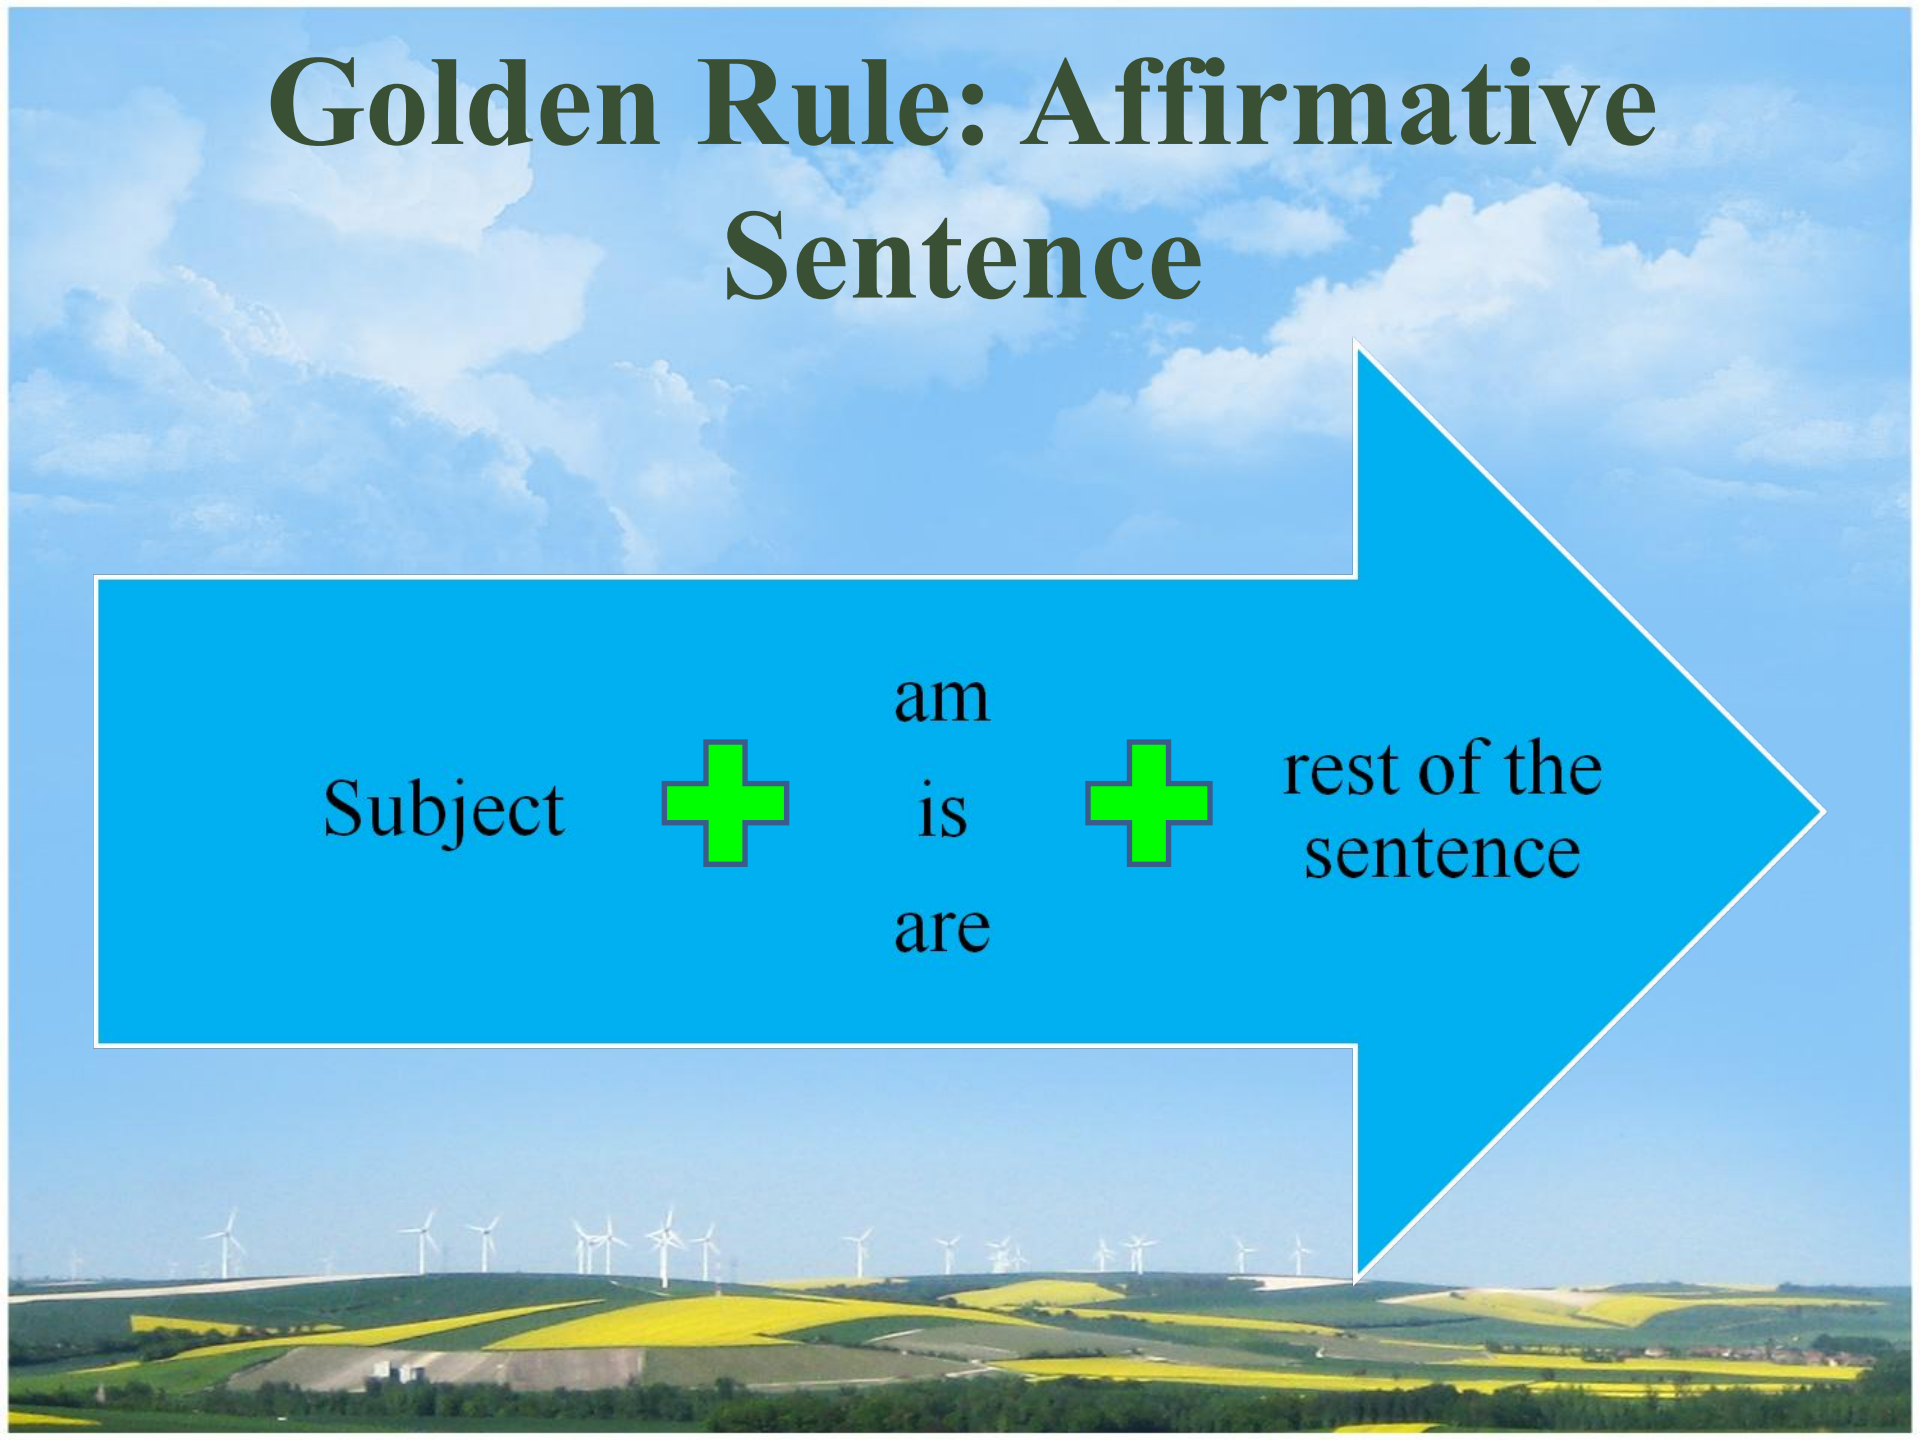 Golden Rule: Affirmative
Sentence
Subject
am
is
are
rest of the
sentence